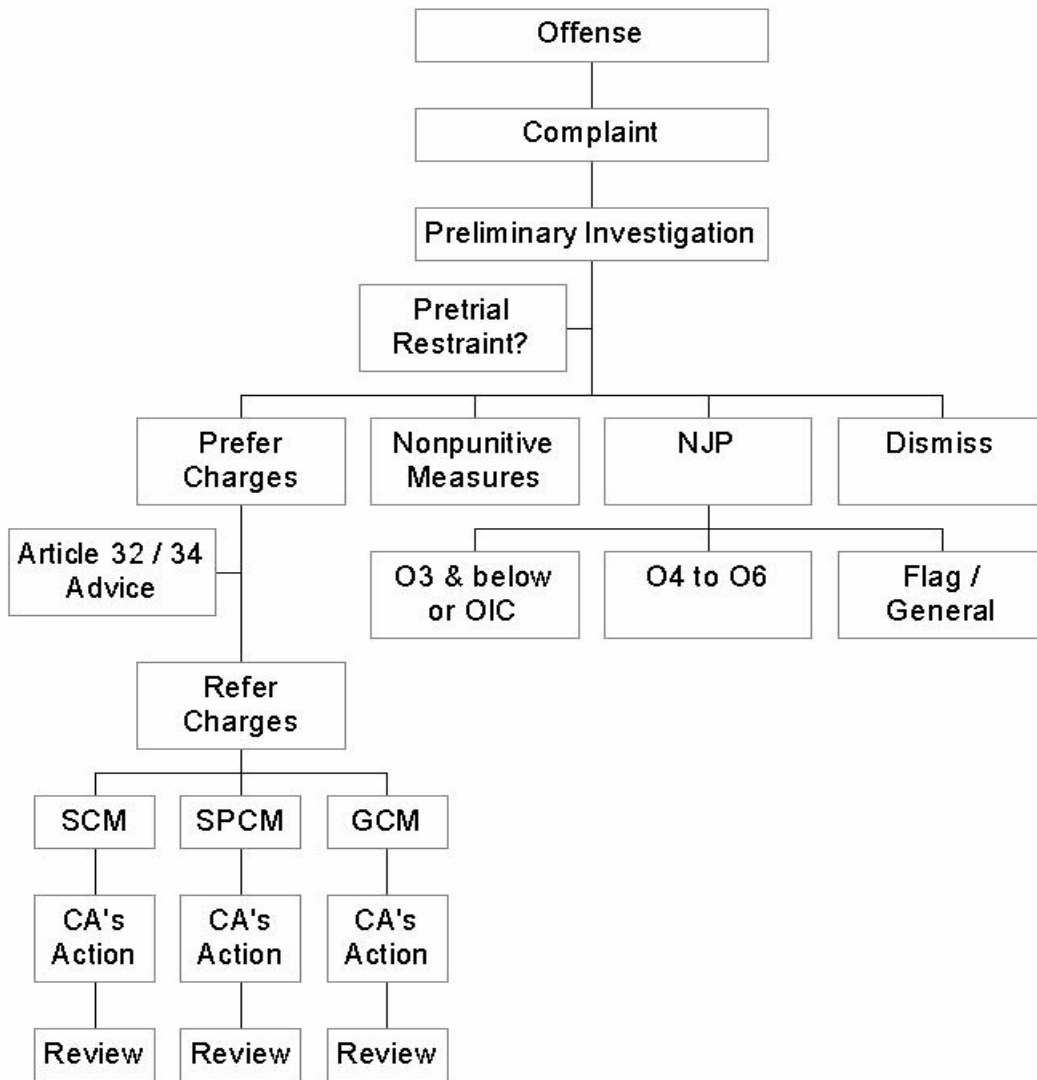 Offense
Complaint
Preliminary Investigation
Pretrial
Restraint?
Prefer
Charges
Nonpunitive
Measures
NJP
Dismiss
Article 32 / 34
Advice
O3 & below
or OIC
O4 to O6
Flag /
General
Refer
Charges
SCM
SPCM
GCM
CA's
Action
CA's
Action
CA's
Action
Review
Review
Review